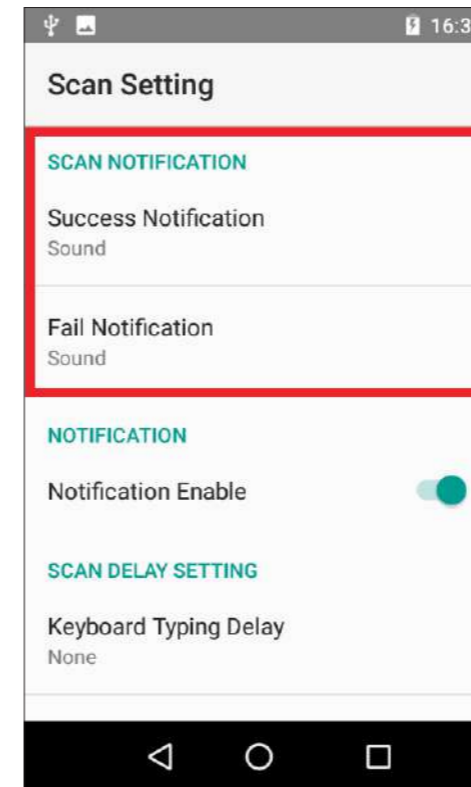 16:3
Scan Setting
SCAN NOTIFICATION
Success Notification
Sound
Fail Notification
Sound
NOTIFICATION
Notification Enable
SCAN DELAY SETTING
Keyboard Typing Delay
None